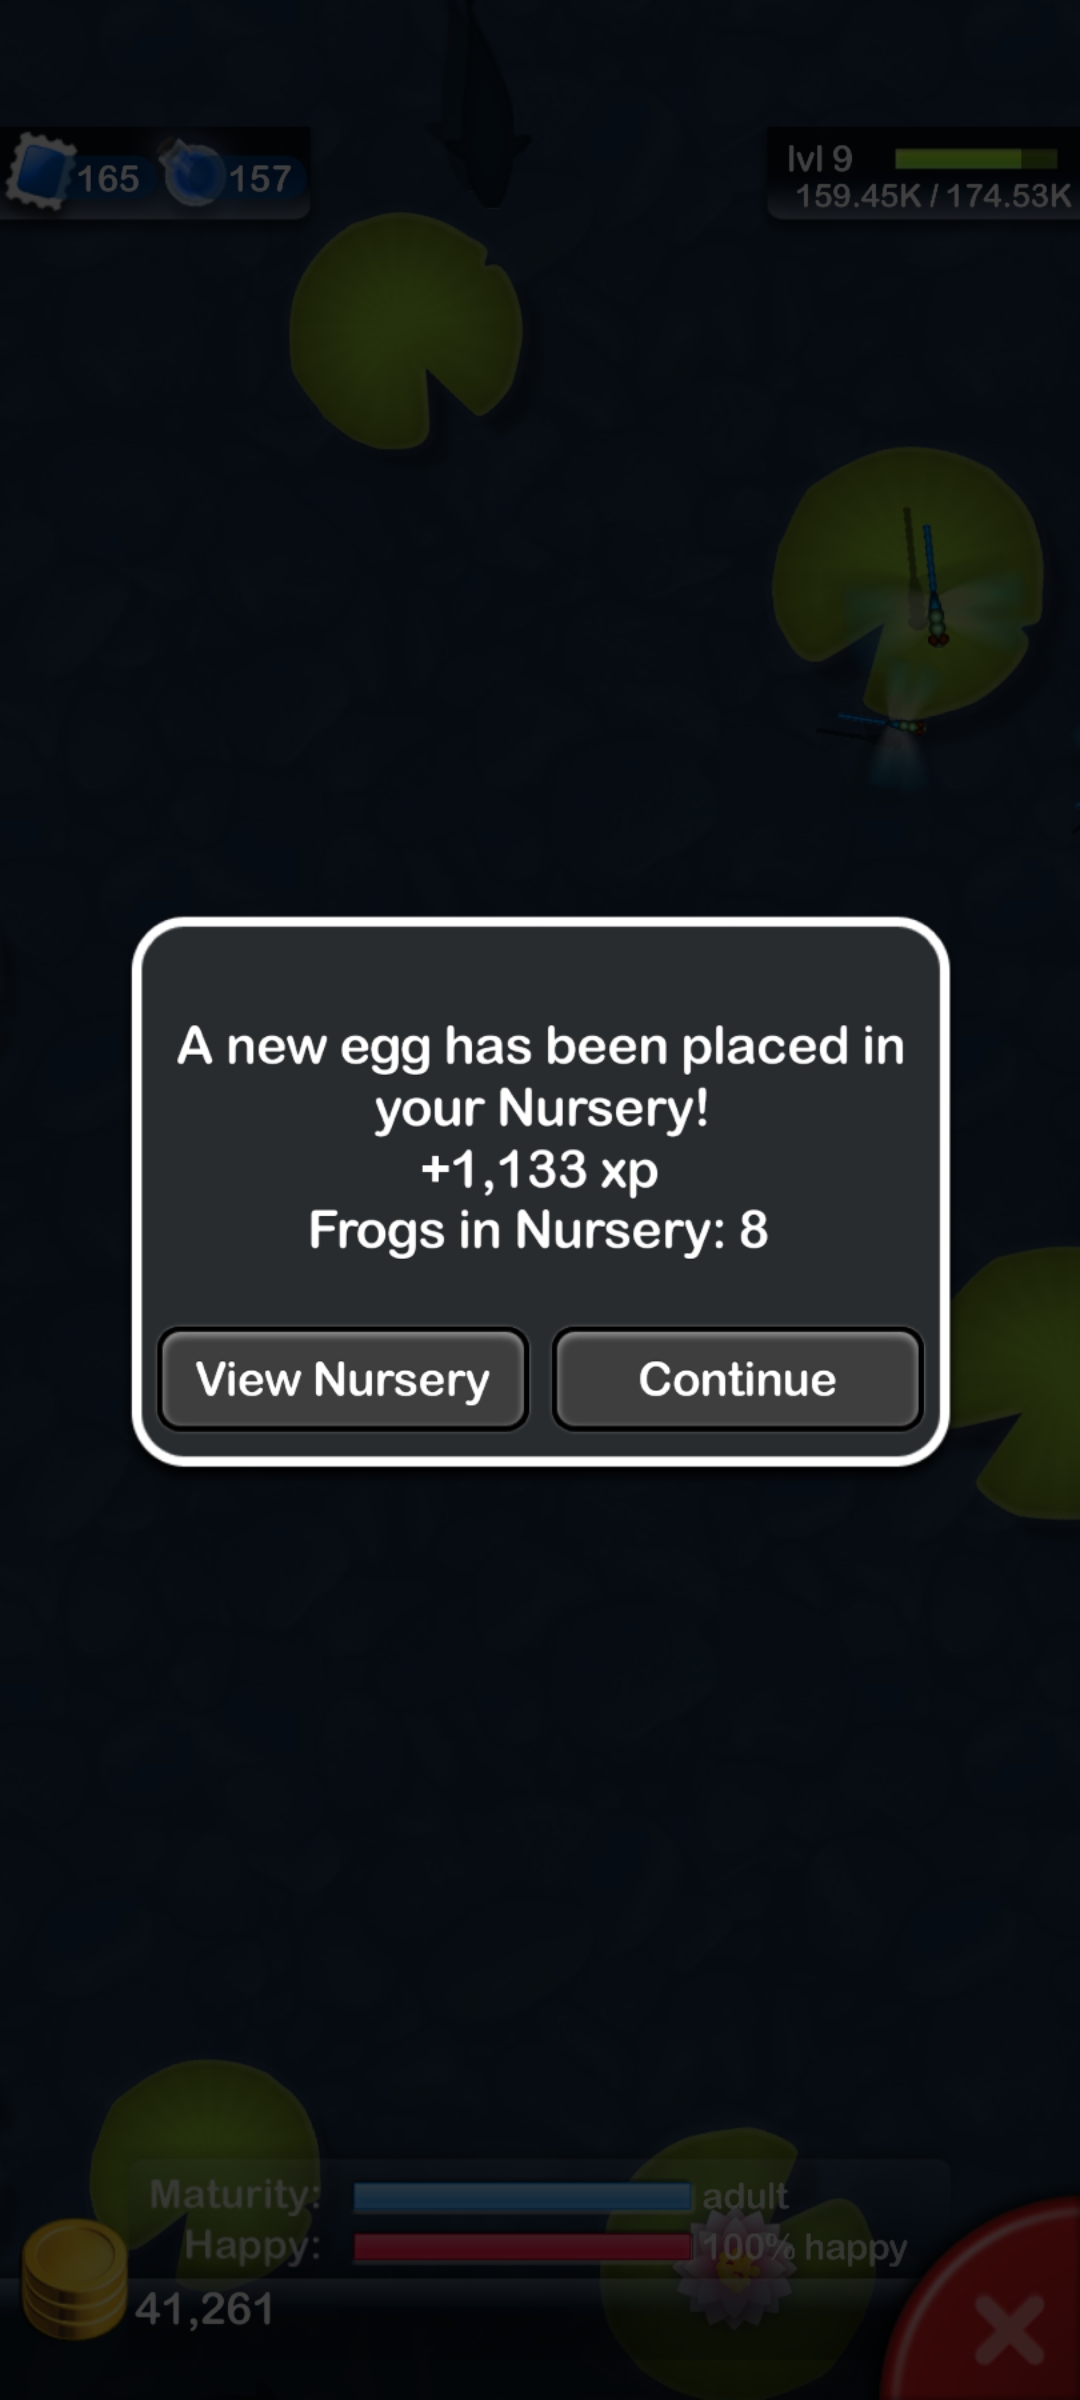 165 157
lvl 9
159.45K / 174.53K
A new egg has been placed in
your Nursery!
+1,133 xp
Frogs in Nursery: 8
View Nursery Continue
Maturity: adult
Happy: 100% happy
41,261